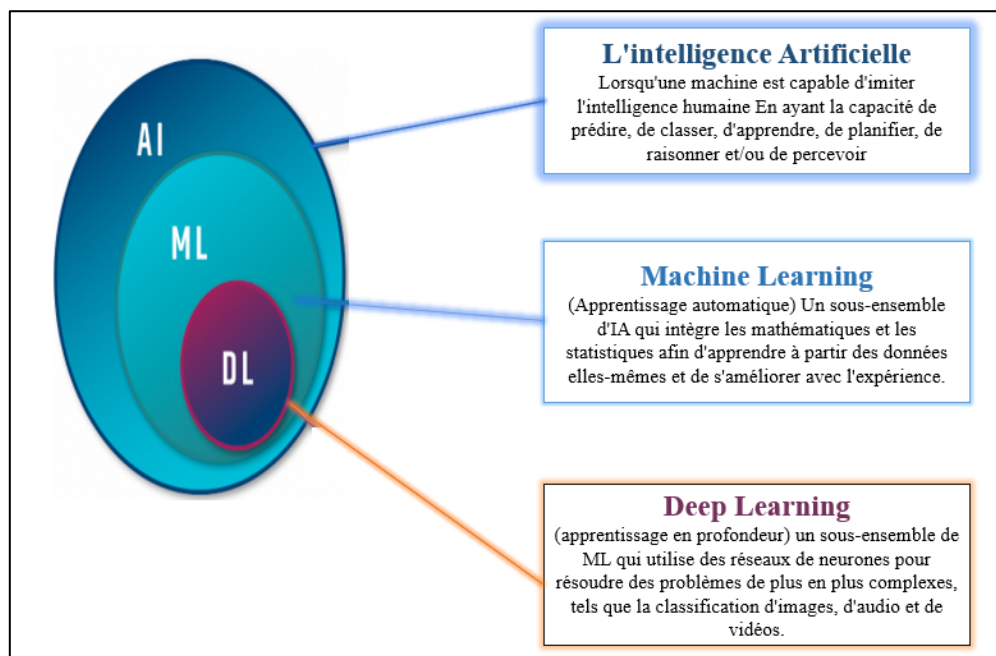 AI
ML
DL
L'intelligence Artificielle
Lorsqu'une machine est capable d'imiter
l'intelligence humaine En ayant la capacité de
prédire, de classer, d'apprendre, de planifier, de
raisonner et/ou de percevoir
Machine Learning
(Apprentissage automatique) Un sous-ensemble
d'IA qui intègre les mathématiques et les
statistiques afin d'apprendre à partir des données
elles-mêmes et de s'améliorer avec l'expérience.
Deep Learning
(apprentissage en profondeur) un sous-ensemble de
ML qui utilise des réseaux de neurones pour
résoudre des problèmes de plus en plus complexes,
tels que la classification d'images, d'audio et de
vidéos.